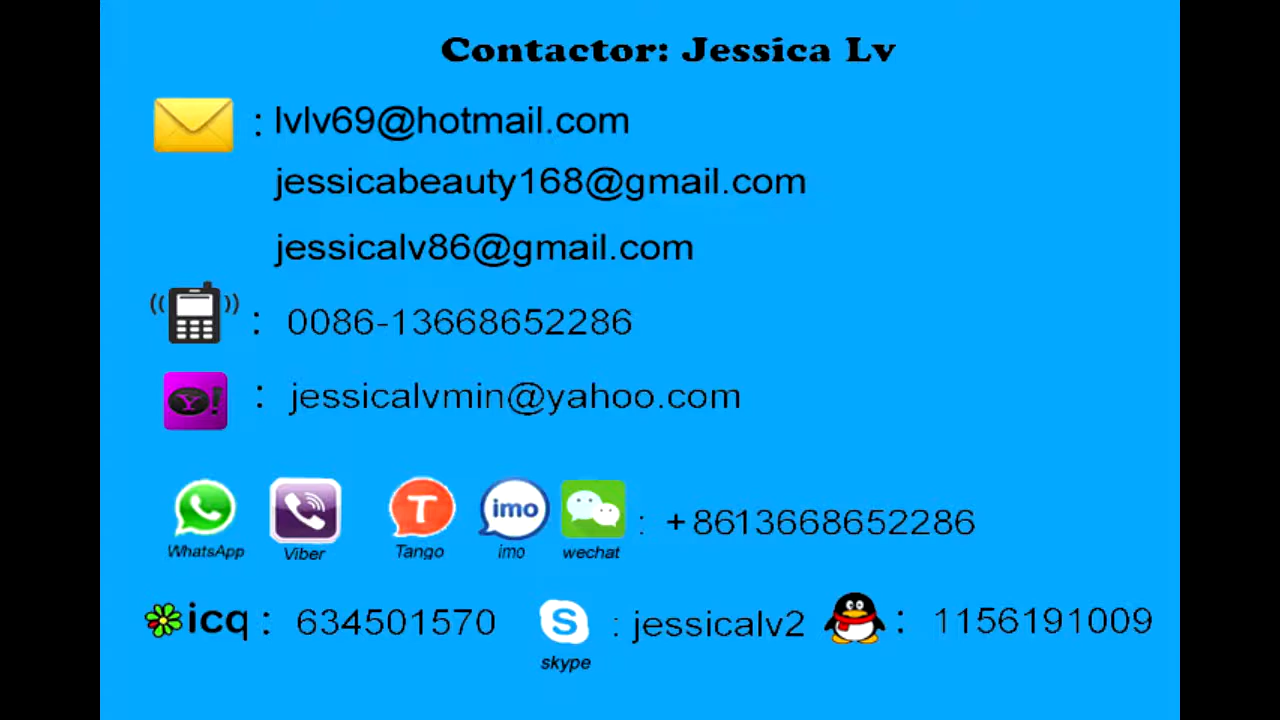 Contactor: Jessica Lv
: lvlv69@hotmail.com
jessicabeauty168@gmail.com
jessicalv86@gmail.com
: 0086-13668652286
Y! : jessicalvmin@yahoo.com
T imo : +8613668652286
WhatsApp Viber Tango imo wechat
icq : 634501570 S : jessicalv2 : 1156191009
skype